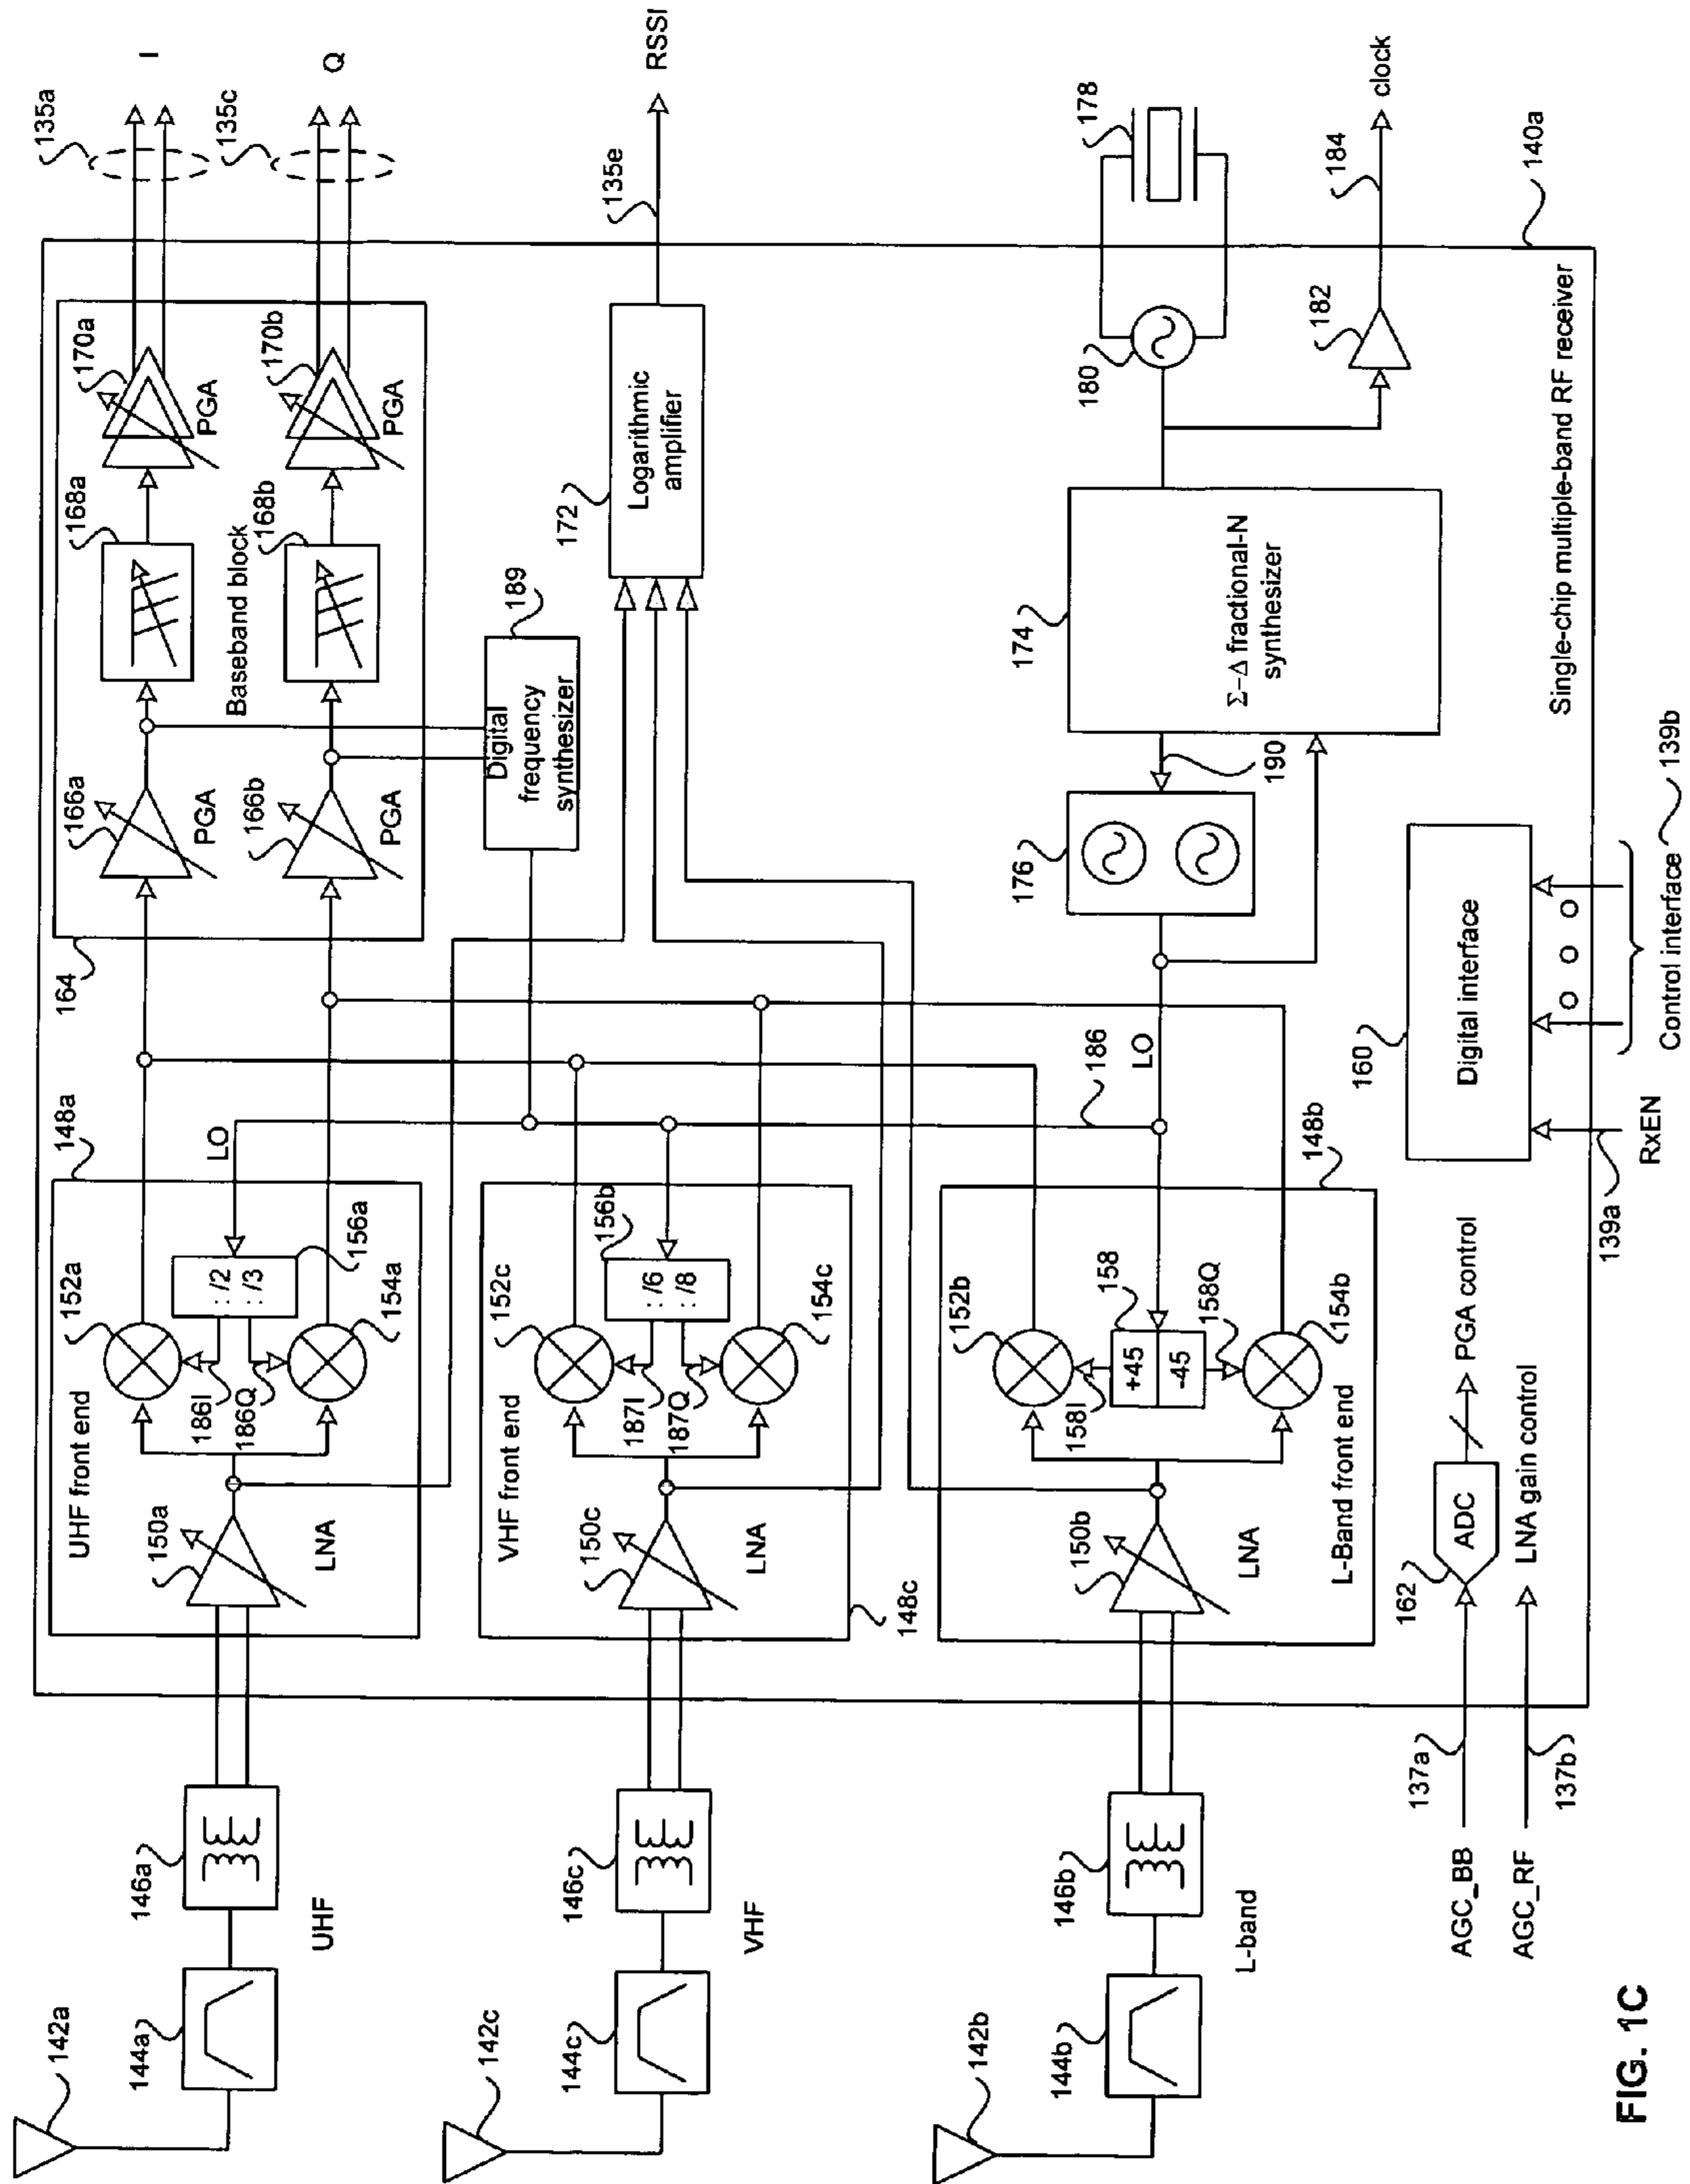 142a
144a
146a
UHF
UHF front end
148a
150a
LNA
152a
186I
186Q
: /2
: /3
156a
154a
LO
164
166a
PGA
166b
PGA
Baseband block
168a
168b
170a
PGA
170b
PGA
135a
I
135c
Q
Digital
frequency
synthesizer
189
142c
144c
146c
VHF
VHF front end
148c
150c
LNA
152c
187I
187Q
: /6
: /8
156b
154c
172
Logarithmic
amplifier
135e
RSSI
142b
144b
146b
L-band
L-Band front end
148b
150b
LNA
152b
158I
+45
-45
158
158Q
154b
186
LO
176
190
174
Σ-Δ fractional-N
synthesizer
180
178
182
184
clock
AGC_BB
137a
162
ADC
PGA control
AGC_RF
137b
LNA gain control
160
Digital interface
139a
RxEN
Control interface
139b
Single-chip multiple-band RF receiver
140a
FIG. 1C